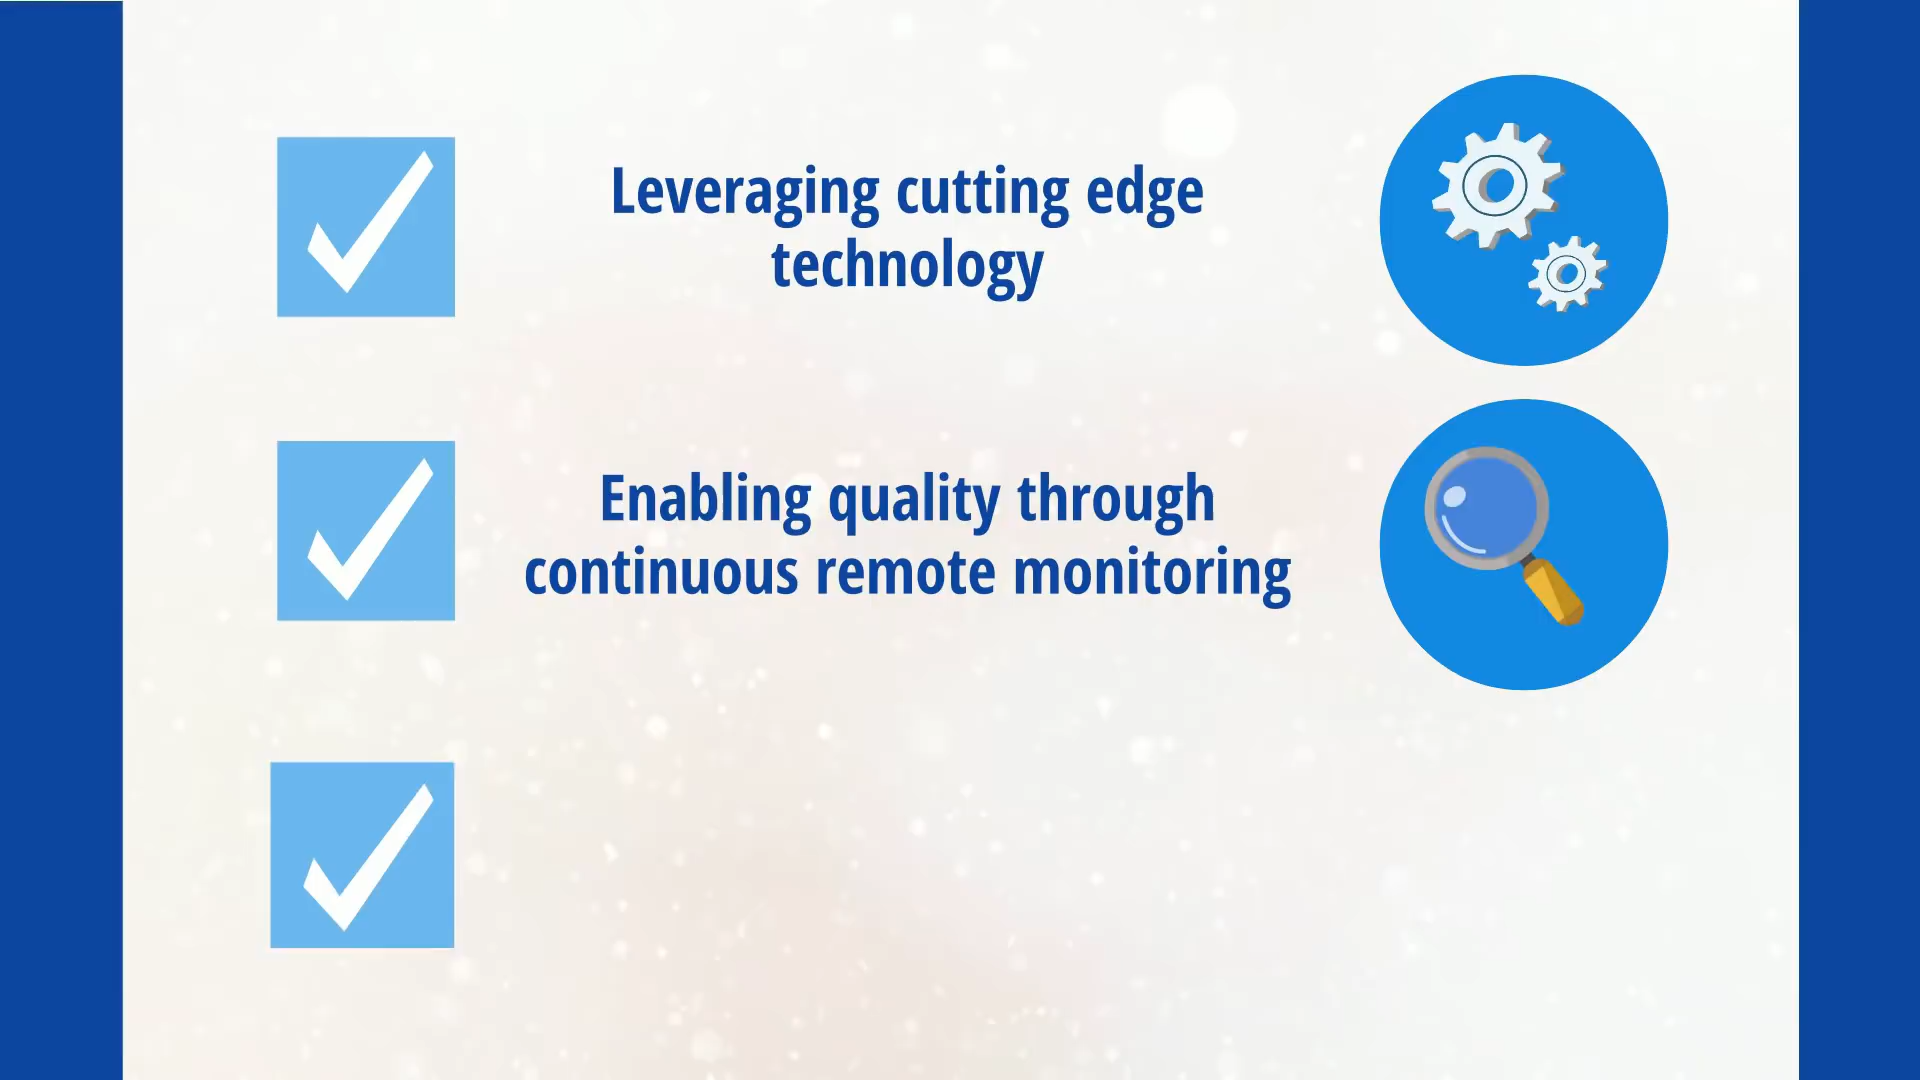 Leveraging cutting edge
technology
Enabling quality through
continuous remote monitoring